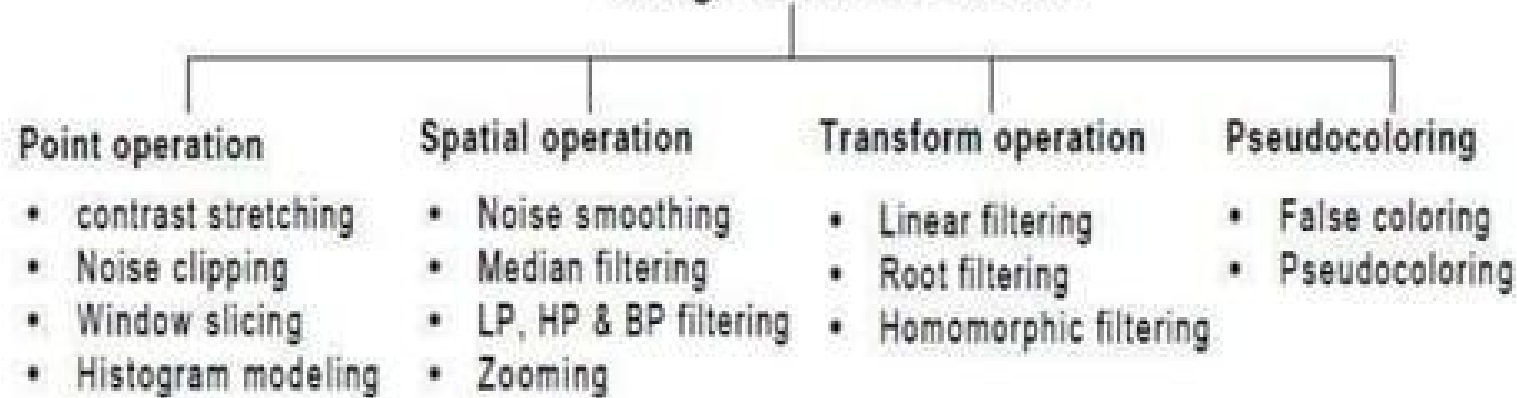 Point operation
• contrast stretching
• Noise clipping
• Window slicing
• Histogram modeling
Spatial operation
• Noise smoothing
• Median filtering
• LP, HP & BP filtering
• Zooming
Transform operation
• Linear filtering
• Root filtering
• Homomorphic filtering
Pseudocoloring
• False coloring
• Pseudocoloring